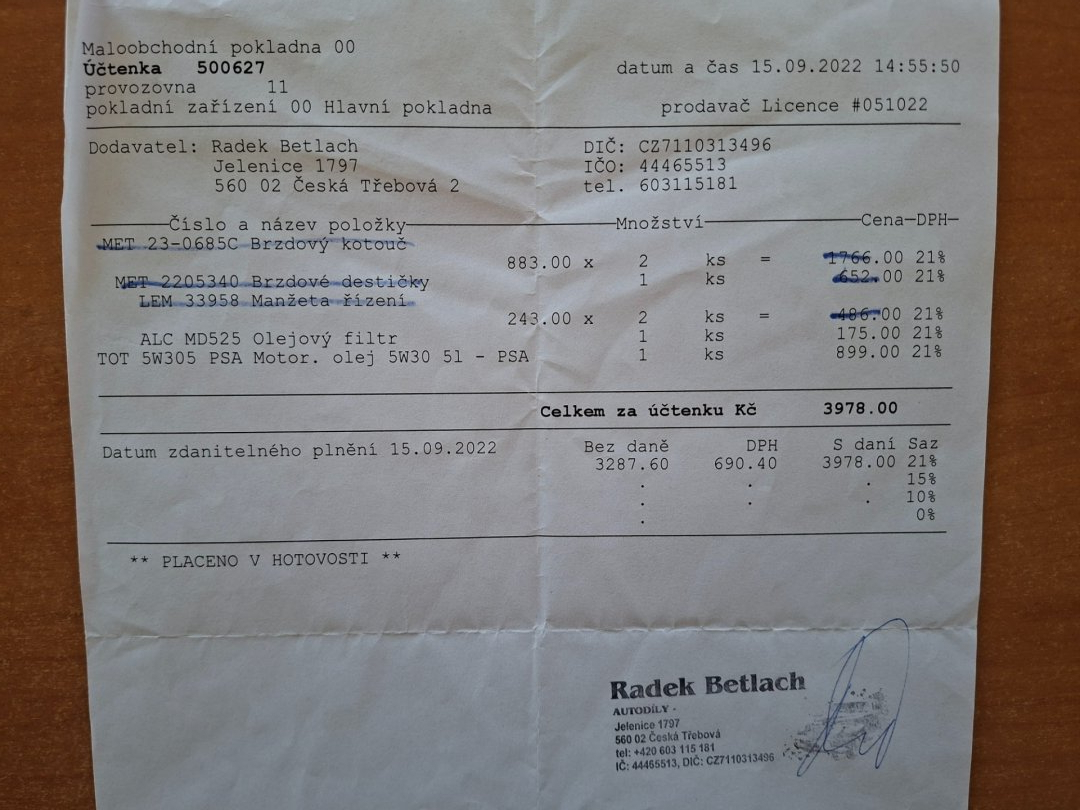 Maloobchodní pokladna 00
Účtenka 500627
datum a čas 15.09.2022 14:55:50
provozovna 11
pokladní zařízení 00 Hlavní pokladna
prodavač Licence #051022
Dodavatel: Radek Betlach DIČ: CZ7110313496
Jelenice 1797 IČO: 44465513
560 02 Česká Třebová 2 tel. 603115181
Číslo a název položky Množství Cena DPH
MET 23-0685C Brzdový kotouč
883.00 x 2 ks = 1766.00 21%
MET 2205340 Brzdové destičky 1 ks 652.00 21%
LEM 33958 Manžeta řízení
243.00 x 2 ks = 486.00 21%
ALC MD525 Olejový filtr 1 ks 175.00 21%
TOT 5W305 PSA Motor. olej 5W30 5l - PSA 1 ks 899.00 21%
Celkem za účtenku Kč 3978.00
Datum zdanitelného plnění 15.09.2022 Bez daně DPH S daní Saz
3287.60 690.40 3978.00 21%
. . . 15%
. . . 10%
. 0%
** PLACENO V HOTOVOSTI **
Radek Betlach
AUTODÍLY -
Jelenice 1797
560 02 Česká Třebová
tel: +420 603 115 181
IČ: 44465513, DIČ: CZ7110313496